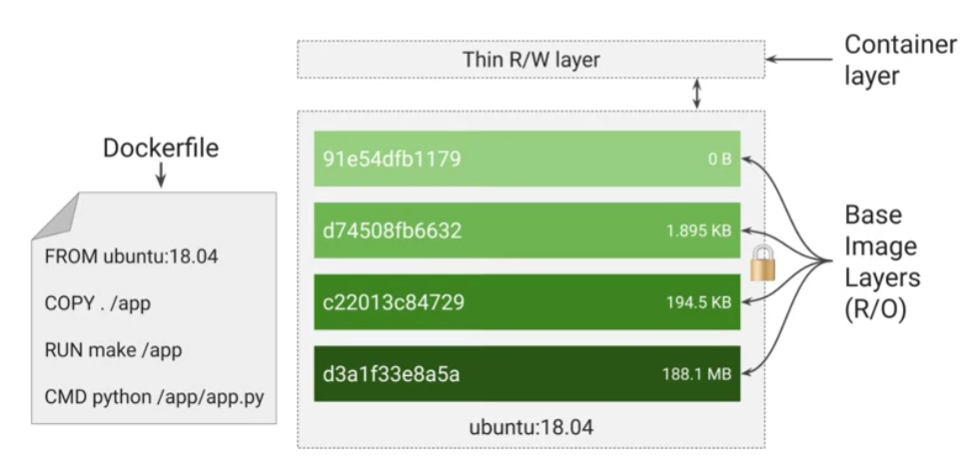 Thin R/W layer
Container
layer
Dockerfile
FROM ubuntu:18.04
COPY . /app
RUN make /app
CMD python /app/app.py
91e54dfb1179 0 B
d74508fb6632 1.895 KB
c22013c84729 194.5 KB
d3a1f33e8a5a 188.1 MB
ubuntu:18.04
Base
Image
Layers
(R/O)